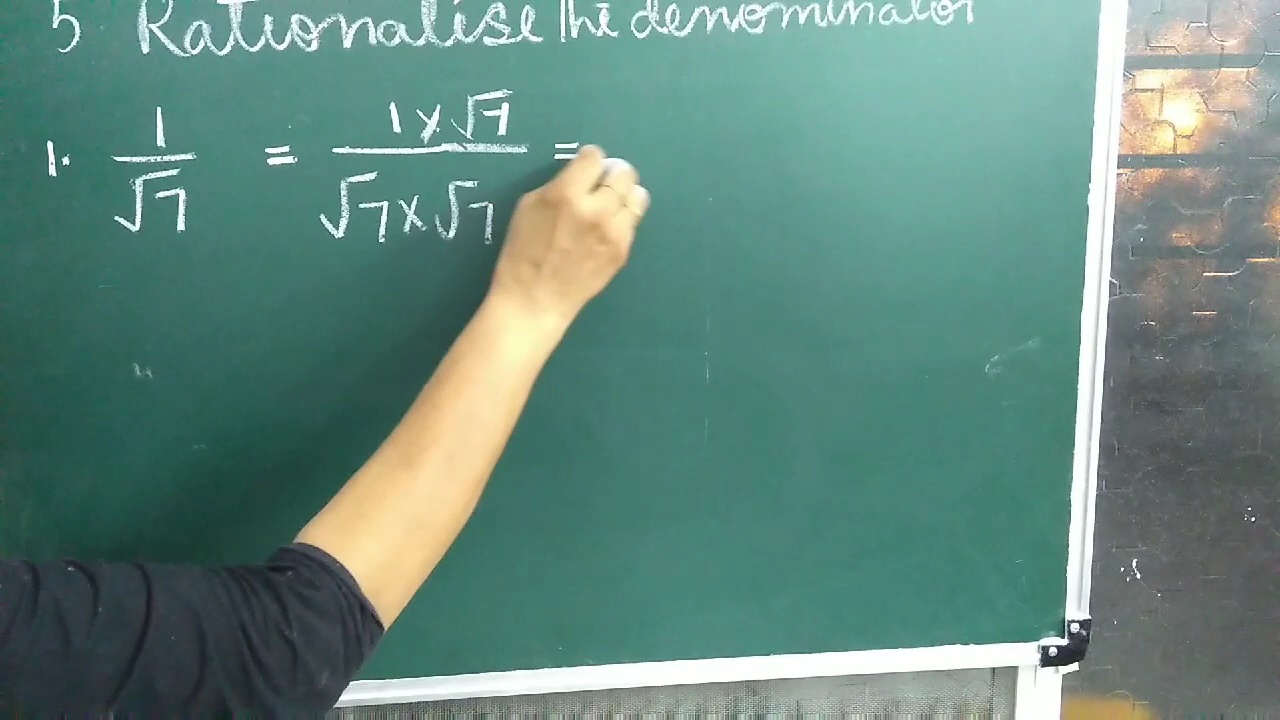 5 Rationalise the denominator
1. 1/√7 = 1×√7/√7×√7 =